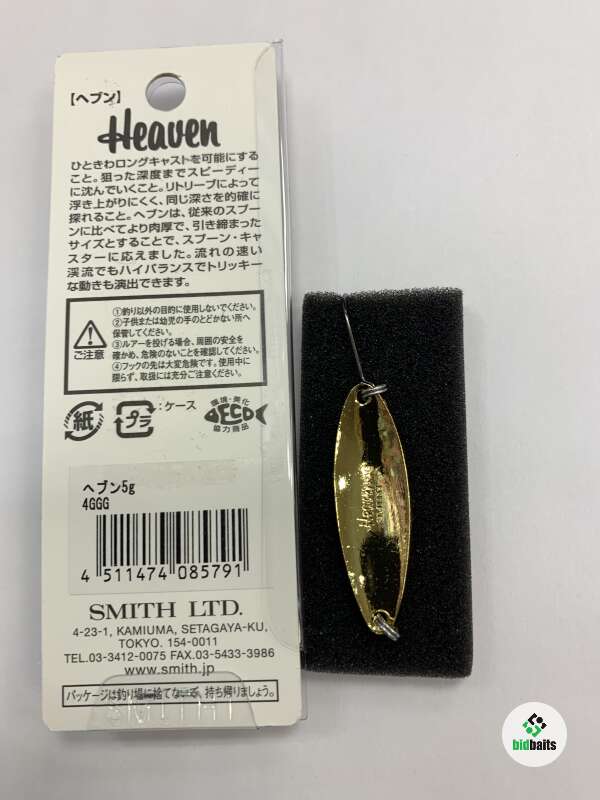 【ヘブン】
Heaven
ひときわロングキャストを可能にする
こと。狙った深度までスピーディー
に沈んでいくこと。リトリーブによって
浮き上がりにくく、同じ深さを的確に
探れること。ヘブンは、従来のスプー
ンに比べてより肉厚で、引き締まった
サイズとすることで、スプーン・キャ
スターに応えました。流れの速い
渓流でもハイバランスでトリッキー
な動きも演出できます。
①釣り以外の目的に使用しないでください。
②子供または幼児の手のとどかない所へ
保管してください。
③ルアーを投げる場合、周囲の安全を
確かめ、危険のないことを確認してください。
④フックの先は大変危険です。使用中に
限らず、取扱には充分ご注意ください。
ご注意
紙
プラ
:ケース
環境・美化
ECO
協力商品
ヘブン5g
4GGG
4 511474 085791
SMITH LTD.
4-23-1, KAMIUMA, SETAGAYA-KU,
TOKYO. 154-0011
TEL.03-3412-0075 FAX.03-5433-3986
www.smith.jp
パッケージは釣り場に捨てないで、持ち帰りましょう。
SMITH
Heaven
bidbaits